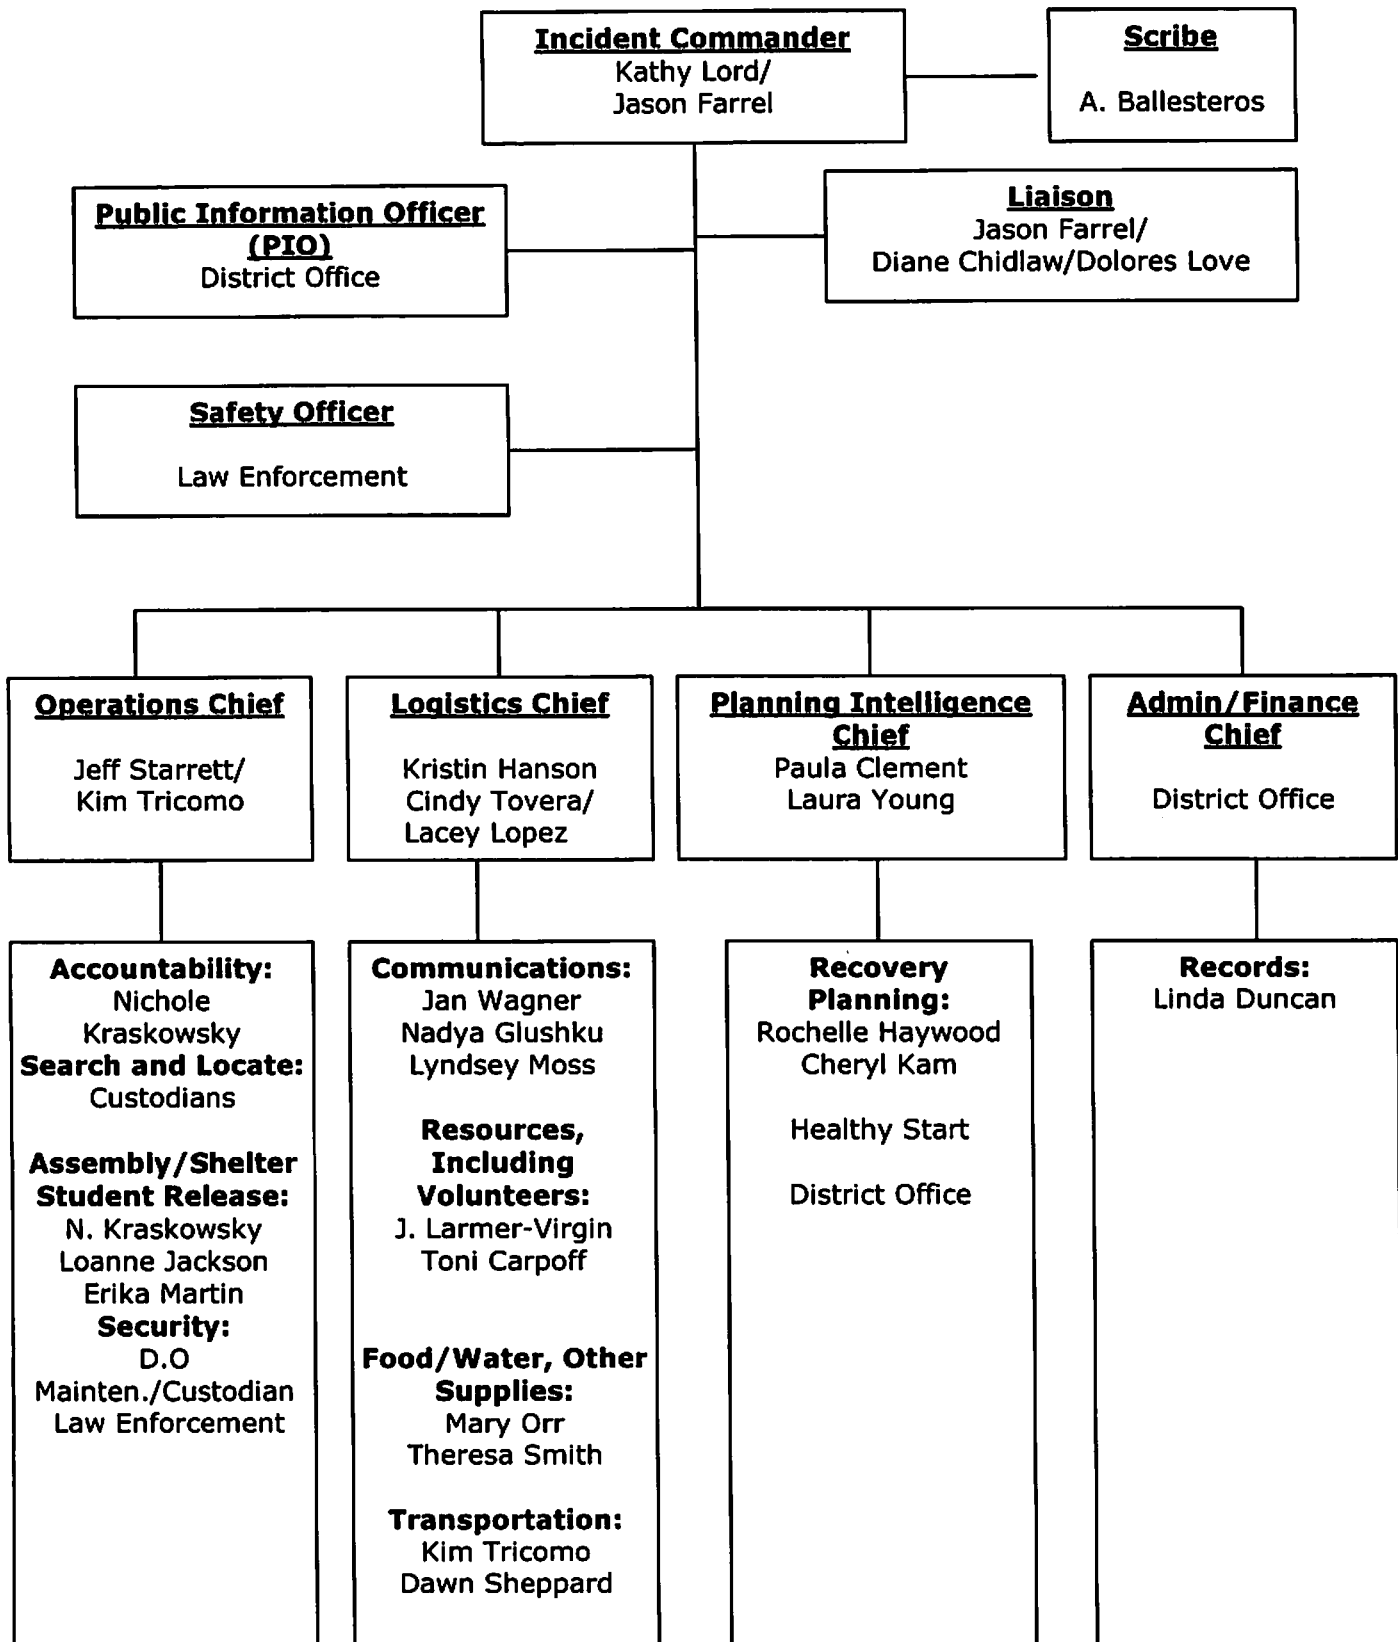 Incident Commander
Kathy Lord/
Jason Farrel
Scribe
A. Ballesteros
Public Information Officer
(PIO)
District Office
Liaison
Jason Farrel/
Diane Chidlaw/Dolores Love
Safety Officer
Law Enforcement
Operations Chief
Jeff Starrett/
Kim Tricomo
Logistics Chief
Kristin Hanson
Cindy Tovera/
Lacey Lopez
Planning Intelligence
Chief
Paula Clement
Laura Young
Admin/Finance
Chief
District Office
Accountability:
Nichole
Kraskowsky
Search and Locate:
Custodians
Assembly/Shelter
Student Release:
N. Kraskowsky
Loanne Jackson
Erika Martin
Security:
D.O
Mainten./Custodian
Law Enforcement
Communications:
Jan Wagner
Nadya Glushku
Lyndsey Moss
Resources,
Including
Volunteers:
J. Larmer-Virgin
Toni Carpoff
Food/Water, Other
Supplies:
Mary Orr
Theresa Smith
Transportation:
Kim Tricomo
Dawn Sheppard
Recovery
Planning:
Rochelle Haywood
Cheryl Kam
Healthy Start
District Office
Records:
Linda Duncan